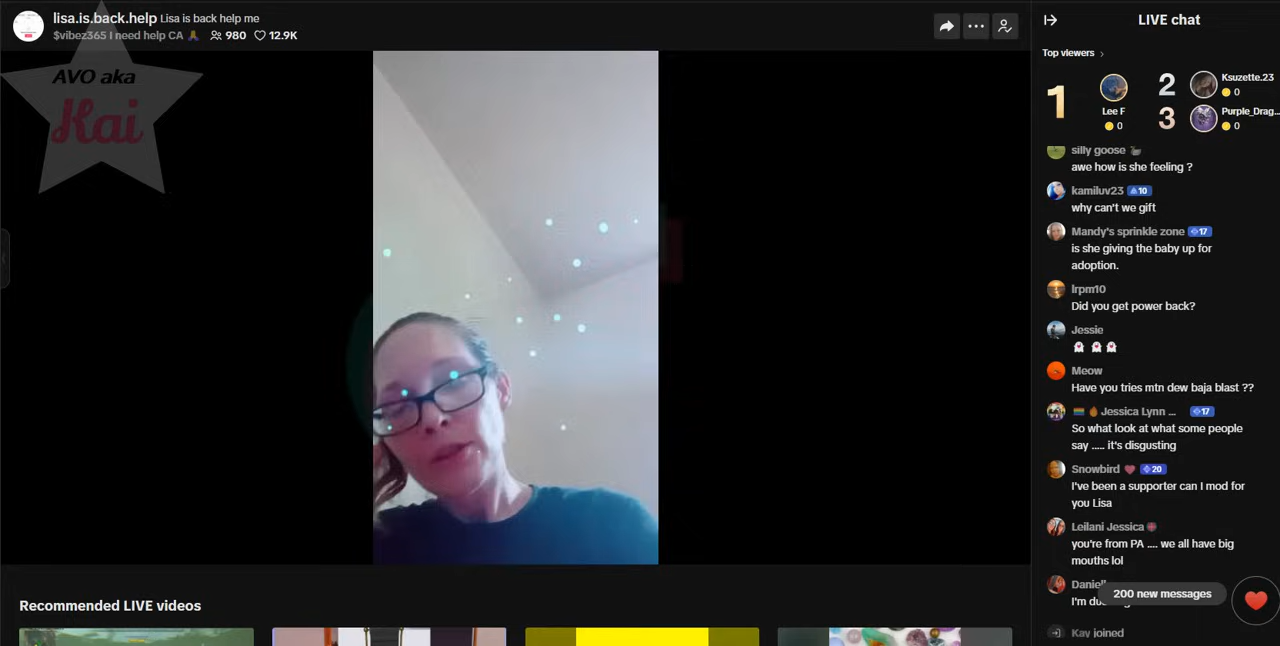 lisa.is.back.help Lisa is back help me
$vibez365 I need help CA 🙏 980 12.9K
AVO aka
Kai
LIVE chat
Top viewers >
1 Lee F 0
2 Ksuzette.23 0
3 Purple_Drag... 0
silly goose
awe how is she feeling ?
kamiluv23 10
why can't we gift
Mandy's sprinkle zone 17
is she giving the baby up for
adoption.
lrpm10
Did you get power back?
Jessie
Meow
Have you tries mtn dew baja blast ??
Jessica Lynn ... 17
So what look at what some people
say ..... it's disgusting
Snowbird 20
I've been a supporter can I mod for
you Lisa
Leilani Jessica
you're from PA .... we all have big
mouths lol
200 new messages
Kay joined
Recommended LIVE videos